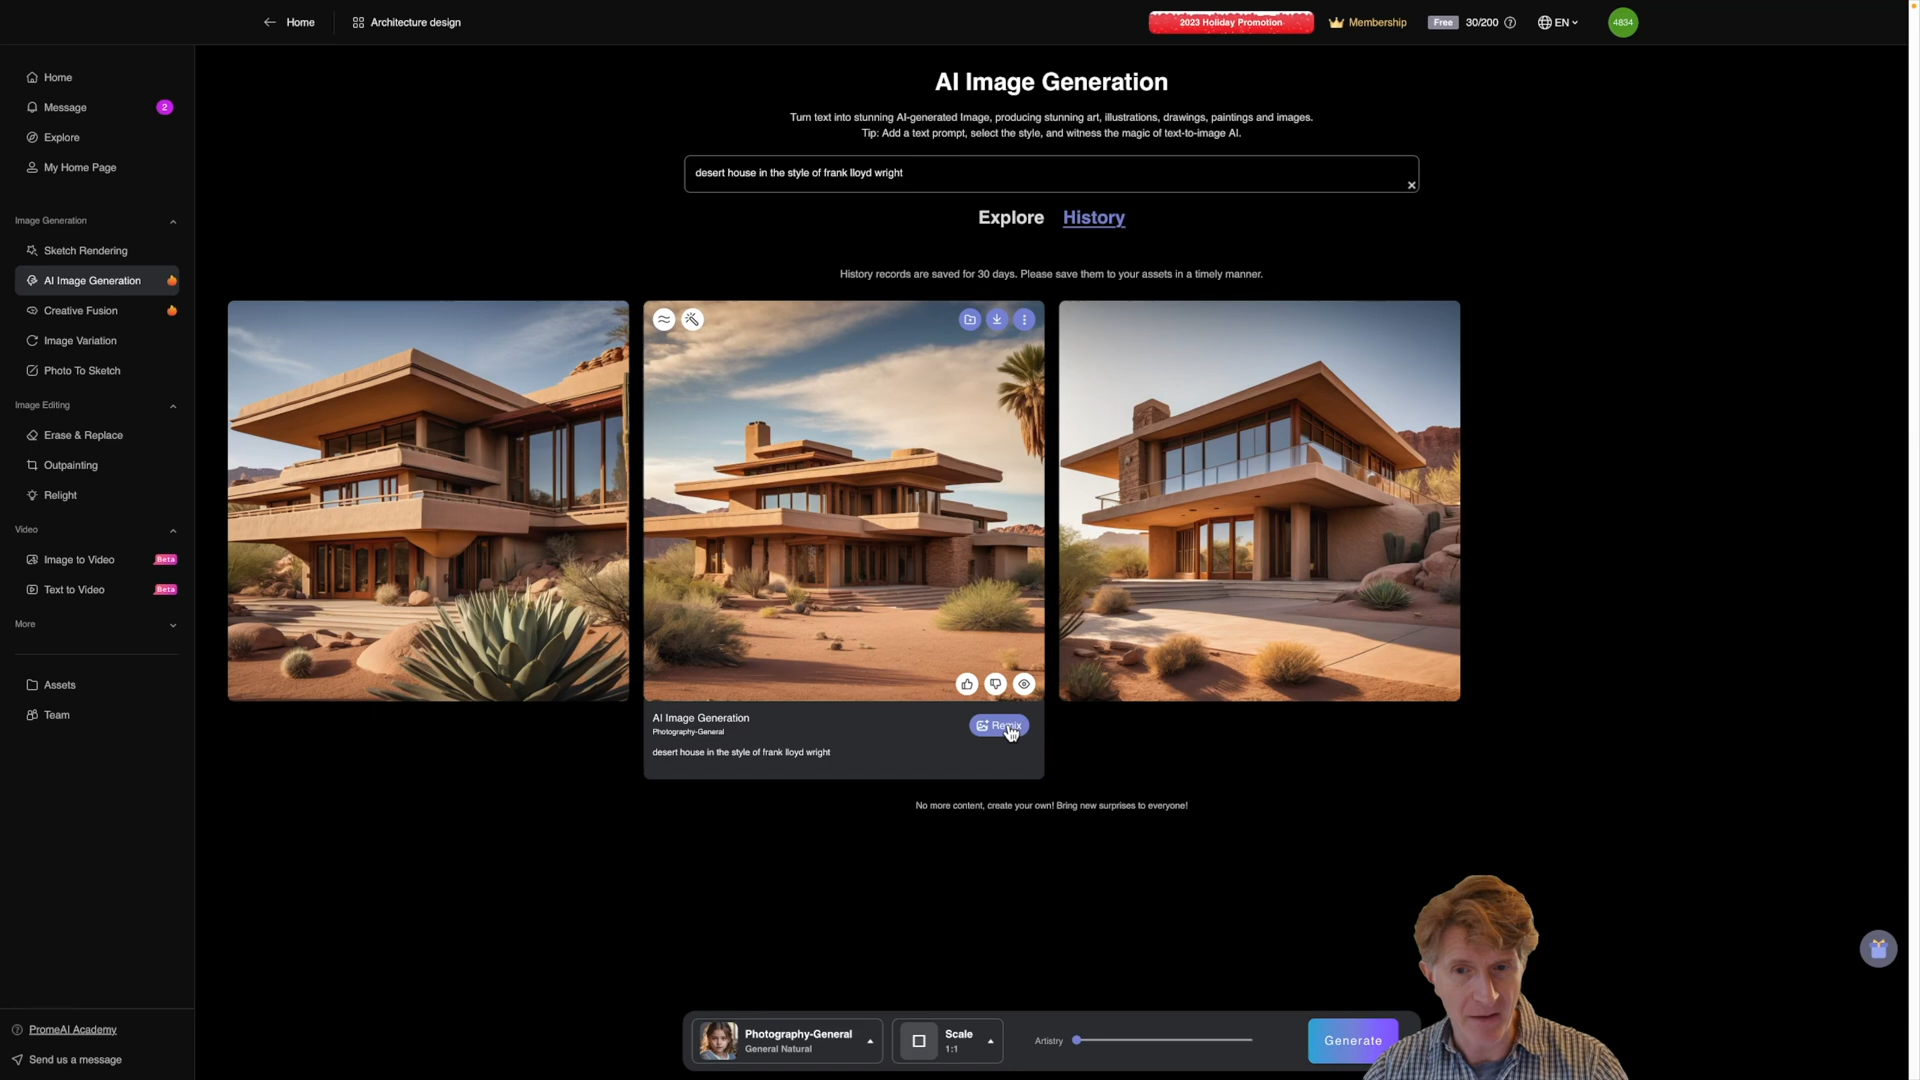 Home
Architecture design
2023 Holiday Promotion
Membership
Free
30/200
EN
4834
Home
Message
2
Explore
My Home Page
Image Generation
Sketch Rendering
AI Image Generation
Creative Fusion
Image Variation
Photo To Sketch
Image Editing
Erase & Replace
Outpainting
Relight
Video
Image to Video
Beta
Text to Video
Beta
More
Assets
Team
PromeAI Academy
Send us a message
AI Image Generation
Turn text into stunning AI-generated Image, producing stunning art, illustrations, drawings, paintings and images.
Tip: Add a text prompt, select the style, and witness the magic of text-to-image AI.
desert house in the style of frank lloyd wright
Explore
History
History records are saved for 30 days. Please save them to your assets in a timely manner.
AI Image Generation
Photography-General
Remix
desert house in the style of frank lloyd wright
No more content, create your own! Bring new surprises to everyone!
Photography-General
General Natural
Scale
1:1
Artistry
Generate